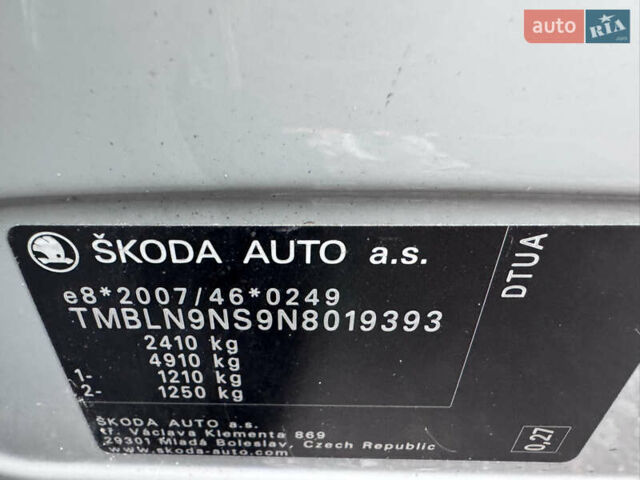 auto RIA.com
ŠKODA AUTO a.s.
e8*2007/46*0249
TMBLN9NS9N8019393
2410 kg
4910 kg
1- 1210 kg
2- 1250 kg
ŠKODA AUTO a.s.
tř. Václava Klementa 869
29301 Mladá Boleslav, Czech Republic
www.skoda-auto.com
DTUA
0,27